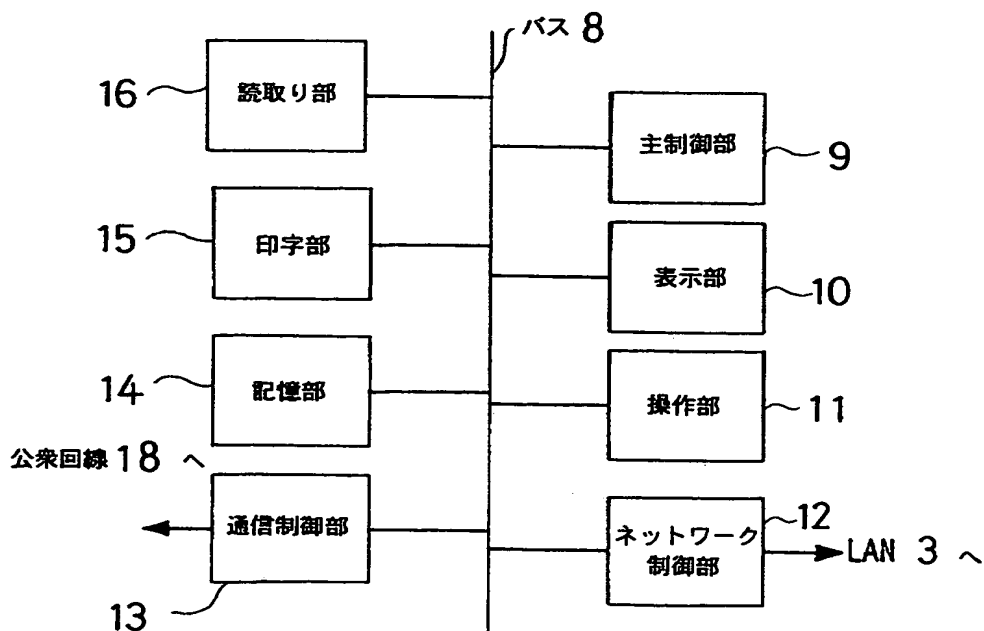 バス 8
16
読取り部
主制御部
9
15
印字部
表示部
10
14
記憶部
操作部
11
公衆回線 18 へ
通信制御部
13
ネットワーク
制御部
12
LAN 3 へ